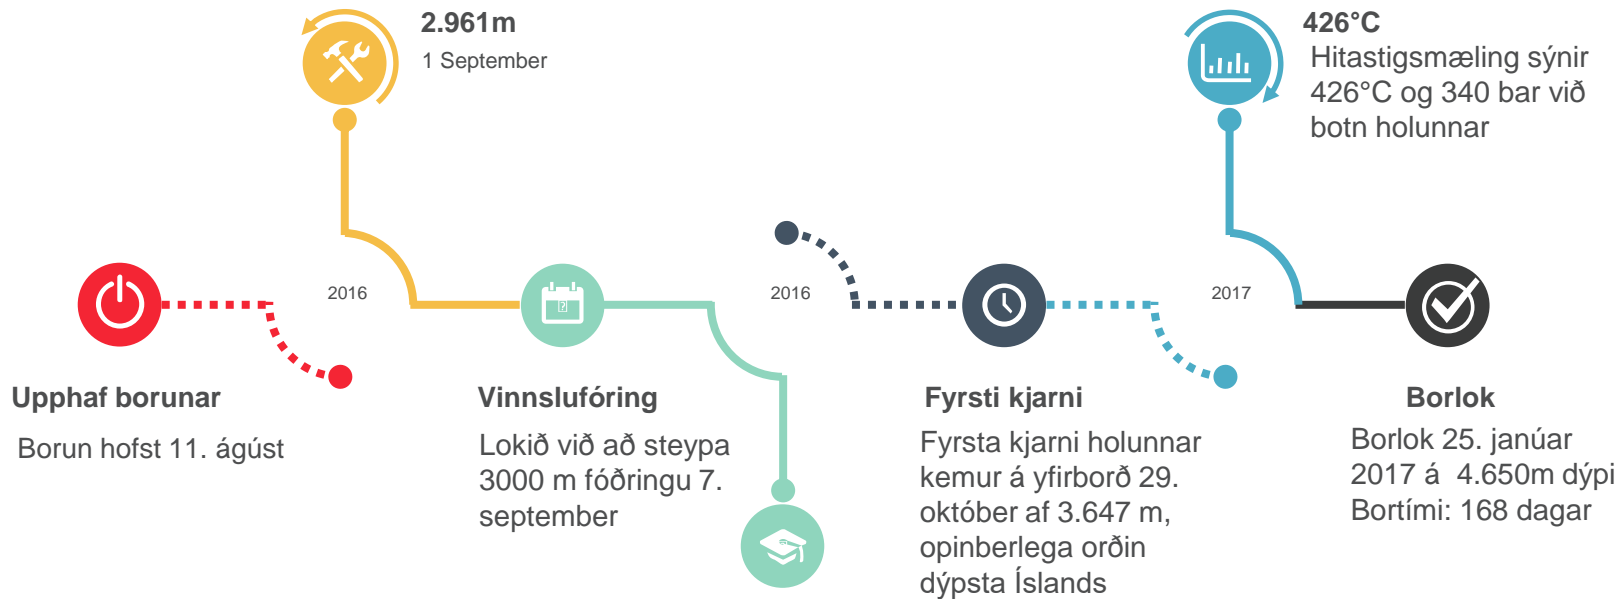 2.961m
1 September
426°C
Hitastigsmæling sýnir
426°C og 340 bar við
botn holunnar
2016
2016
2017
Upphaf borunar
Borun hofst 11. ágúst
Vinnslufóring
Lokið við að steypa
3000 m fóðringu 7.
september
Fyrsti kjarni
Fyrsta kjarni holunnar
kemur á yfirborð 29.
október af 3.647 m,
opinberlega orðin
dýpsta Íslands
Borlok
Borlok 25. janúar
2017 á 4.650m dýpi
Bortími: 168 dagar